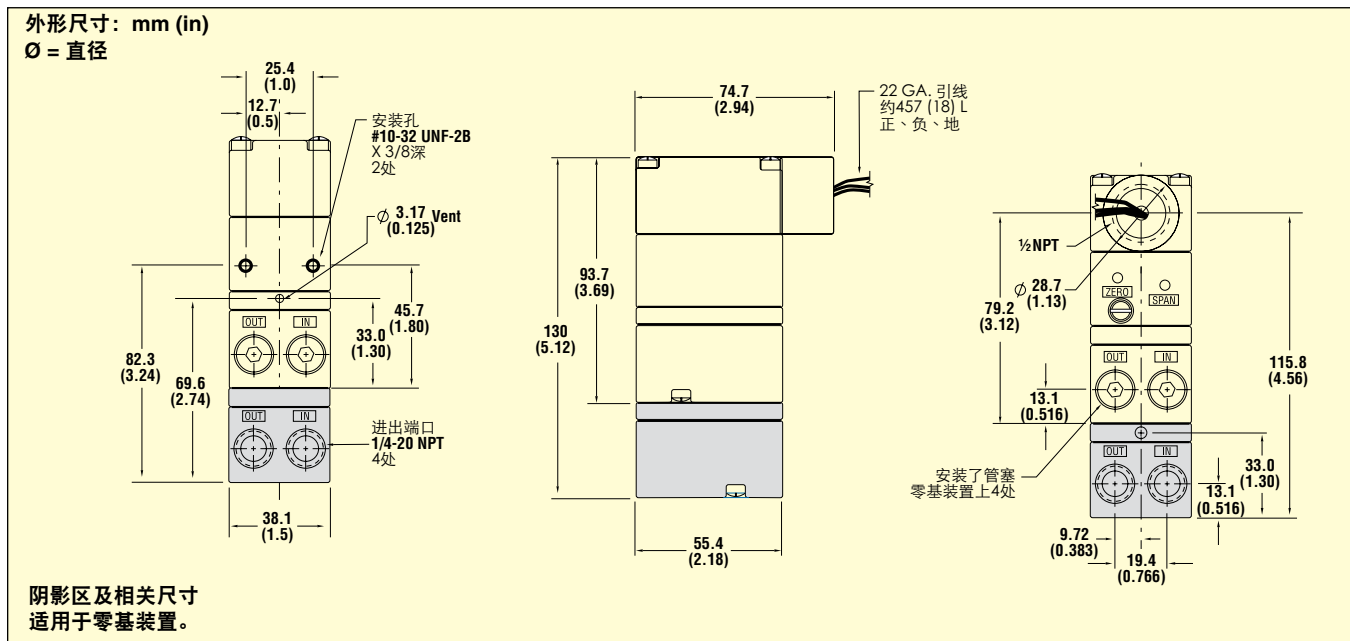 外形尺寸：mm (in)
Ø = 直径
25.4
(1.0)
12.7
(0.5)
安装孔
#10-32 UNF-2B
X 3/8深
2处
Ø 3.17 Vent
(0.125)
OUT
IN
82.3
(3.24)
69.6
(2.74)
33.0
(1.30)
45.7
(1.80)
OUT
IN
进出端口
1/4-20 NPT
4处
38.1
(1.5)
74.7
(2.94)
22 GA. 引线
约457 (18) L
正、负、地
130
(5.12)
93.7
(3.69)
55.4
(2.18)
½NPT
Ø 28.7
(1.13)
ZERO
SPAN
79.2
(3.12)
OUT
IN
115.8
(4.56)
13.1
(0.516)
安装了管塞
零基装置上4处
OUT
IN
33.0
(1.30)
13.1
(0.516)
9.72
(0.383)
19.4
(0.766)
阴影区及相关尺寸
适用于零基装置。